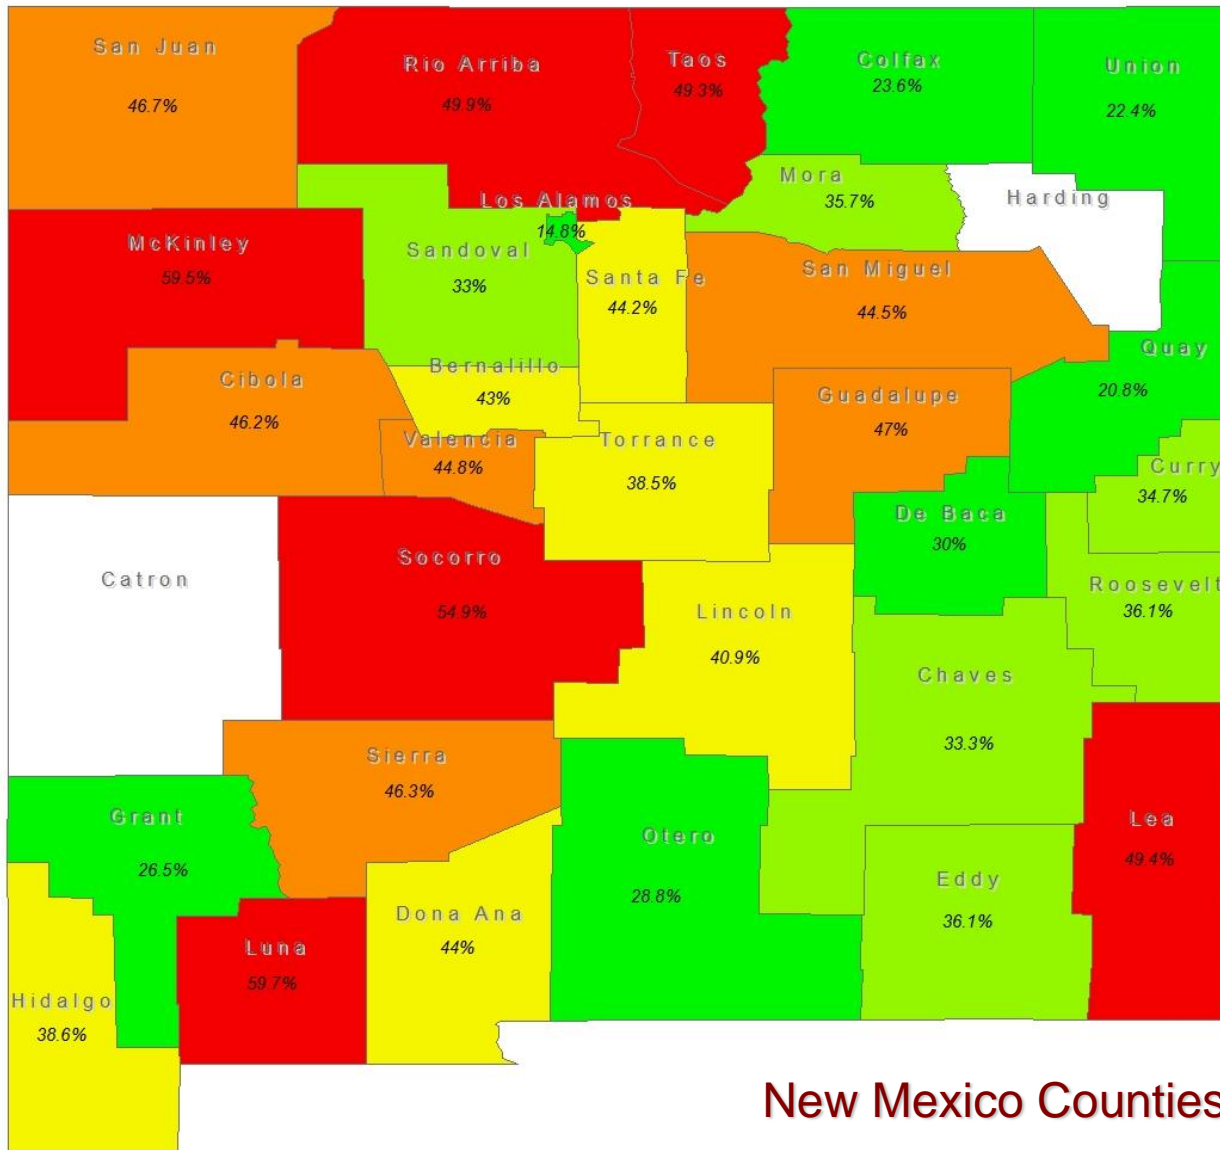 San Juan
46.7%
Rio Arriba
49.9%
Taos
49.3%
Colfax
23.6%
Union
22.4%
Mora
35.7%
Harding
Los Alamos
14.8%
McKinley
59.5%
Sandoval
33%
Santa Fe
44.2%
San Miguel
44.5%
Quay
20.8%
Bernalillo
43%
Cibola
46.2%
Valencia
44.8%
Torrance
38.5%
Guadalupe
47%
Curry
34.7%
De Baca
30%
Catron
Socorro
54.9%
Lincoln
40.9%
Roosevelt
36.1%
Chaves
33.3%
Sierra
46.3%
Grant
26.5%
Otero
28.8%
Lea
49.4%
Eddy
36.1%
Dona Ana
44%
Luna
59.7%
Hidalgo
38.6%
New Mexico Counties